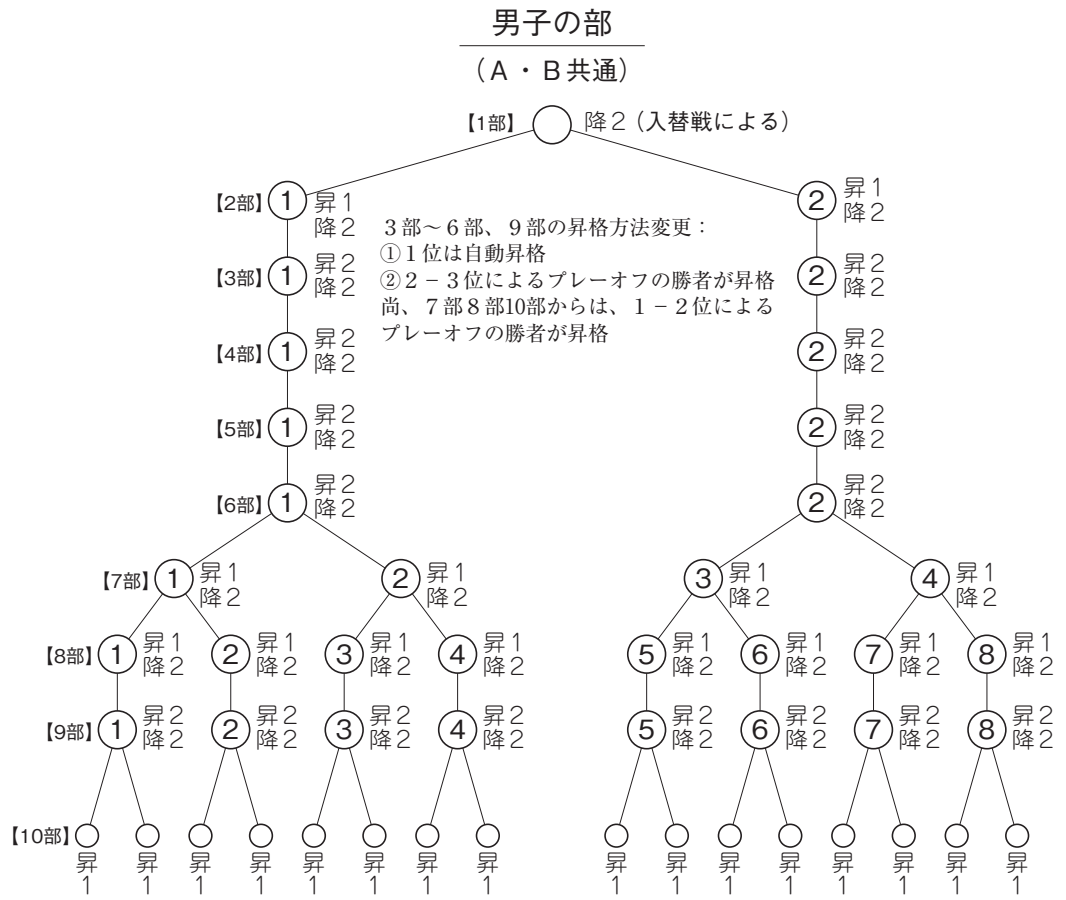 男子の部
（Ａ・Ｂ共通）
【1部】 降２（入替戦による）
【2部】 1 昇１ 2 昇１
降２ 降２
３部～６部、９部の昇格方法変更：
①１位は自動昇格
②２－３位によるプレーオフの勝者が昇格
尚、７部８部10部からは、１－２位による
プレーオフの勝者が昇格
【3部】 1 昇２ 2 昇２
降２ 降２
【4部】 1 昇２ 2 昇２
降２ 降２
【5部】 1 昇２ 2 昇２
降２ 降２
【6部】 1 昇２ 2 昇２
降２ 降２
【7部】 1 昇１ 2 昇１ 3 昇１ 4 昇１
降２ 降２ 降２ 降２
【8部】 1 昇１ 2 昇１ 3 昇１ 4 昇１ 5 昇１ 6 昇１ 7 昇１ 8 昇１
降２ 降２ 降２ 降２ 降２ 降２ 降２ 降２
【9部】 1 昇２ 2 昇２ 3 昇２ 4 昇２ 5 昇２ 6 昇２ 7 昇２ 8 昇２
降２ 降２ 降２ 降２ 降２ 降２ 降２ 降２
【10部】
昇 昇 昇 昇 昇 昇 昇 昇 昇 昇 昇 昇 昇 昇 昇 昇
１ １ １ １ １ １ １ １ １ １ １ １ １ １ １ １